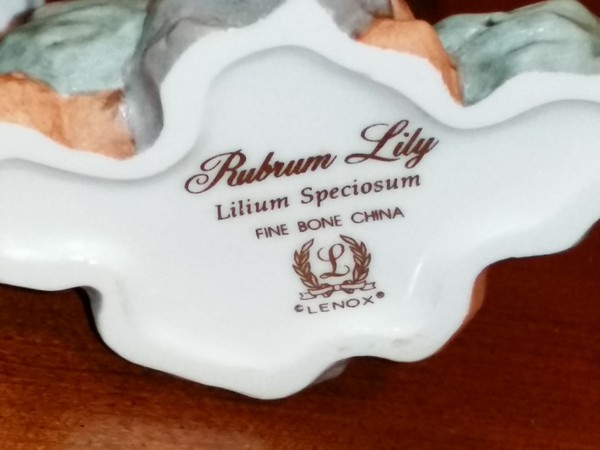 Rubrum Lily
Lilium Speciosum
FINE BONE CHINA
L
©LENOX®